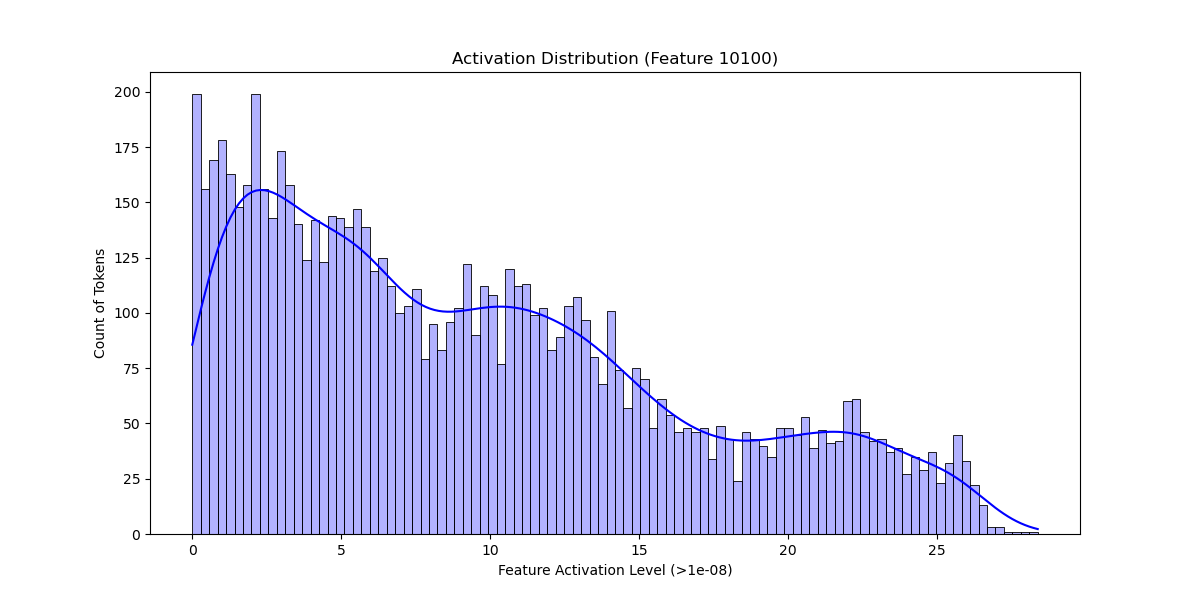 Activation Distribution (Feature 10100)
200
175
150
125
100
75
50
25
0
Count of Tokens
0 5 10 15 20 25
Feature Activation Level (>1e-08)